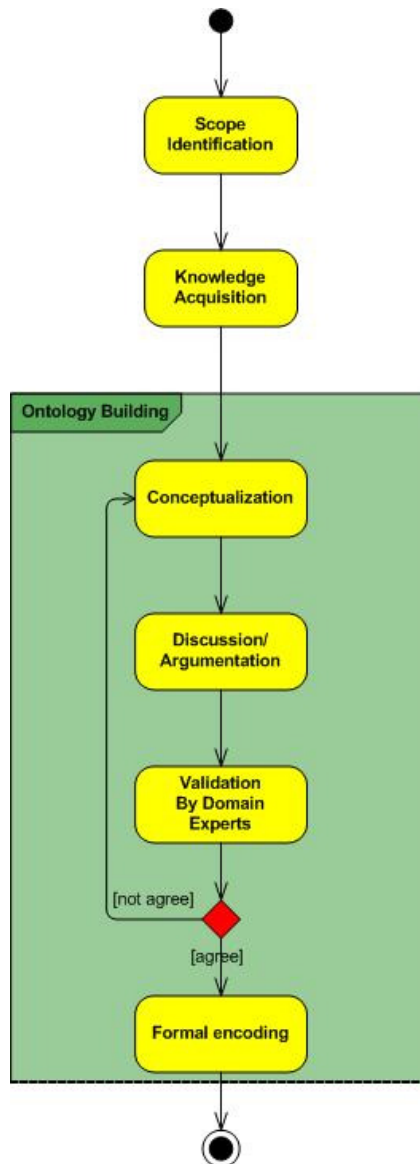 Scope
Identification
Knowledge
Acquisition
Ontology Building
Conceptualization
Discussion/
Argumentation
Validation
By Domain
Experts
[not agree]
[agree]
Formal encoding